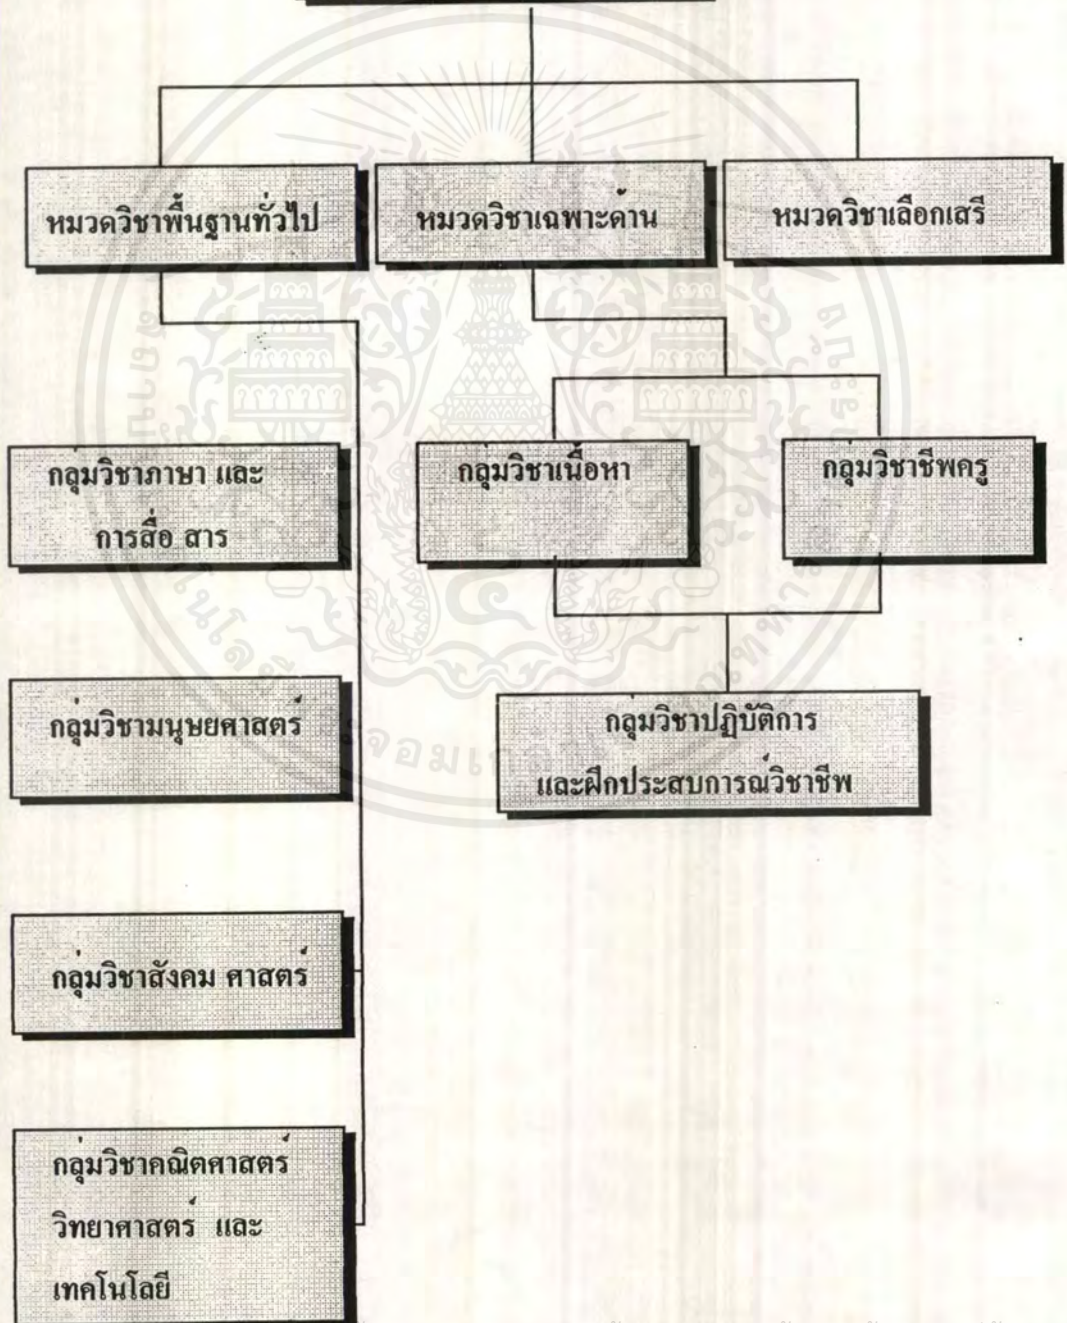 หมวดวิชาพื้นฐานทั่วไป
หมวดวิชาเฉพาะด้าน
หมวดวิชาเลือกเสรี
กลุ่มวิชาภาษา และ
การสื่อ สาร
กลุ่มวิชาเนื้อหา
กลุ่มวิชาชีพครู
กลุ่มวิชามนุษยศาสตร์
กลุ่มวิชาปฏิบัติการ
และฝึกประสบการณ์วิชาชีพ
กลุ่มวิชาสังคม ศาสตร์
กลุ่มวิชาคณิตศาสตร์
วิทยาศาสตร์ และ
เทคโนโลยี